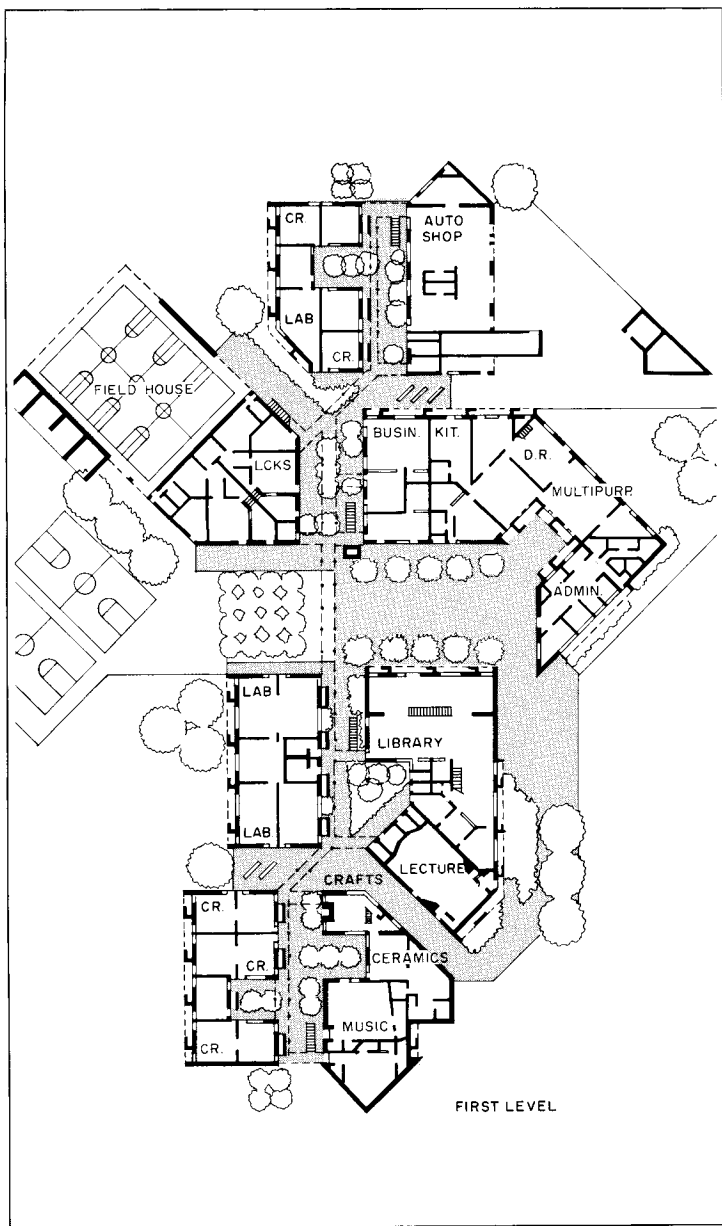 CR.
AUTO
SHOP
LAB
CR.
FIELD HOUSE
BUSIN.
KIT.
D.R.
LCKS
MULTIPURP.
ADMIN.
LAB
LIBRARY
LAB
LECTURE
CRAFTS
CR.
CERAMICS
CR.
MUSIC
CR.
FIRST LEVEL